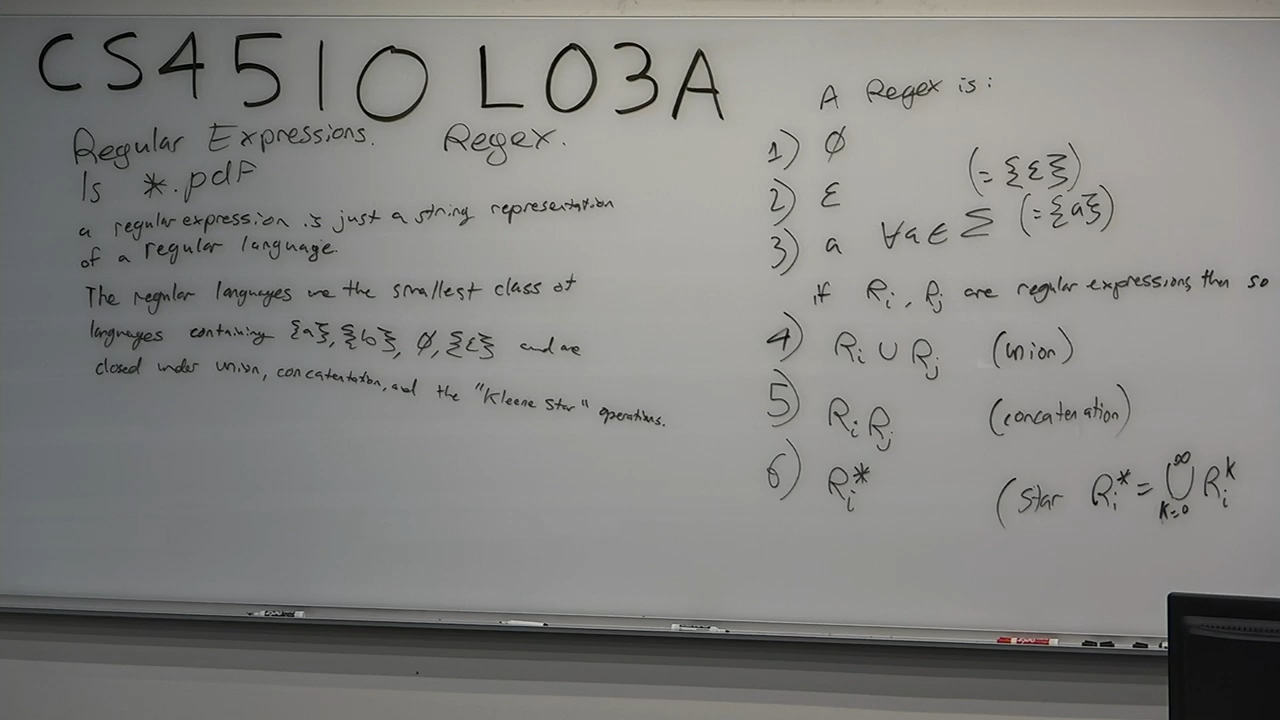 CS4510 L03A
Regular Expressions. Regex.
ls *.pdf
a regular expression is just a string representation
of a regular language.
The regular languages are the smallest class of
languages containing {a}, {b}, ∅, {ε} and are
closed under union, concatentation, and the "Kleene Star" operations.
A Regex is:
1) ∅
2) ε (= {ε})
3) a ∀a ∈ Σ (= {a})
if Ri, Rj are regular expressions then so
4) Ri ∪ Rj (union)
5) Ri Rj (concatenation)
6) Ri* (star Ri* = ⋃_{k=0}^{∞} Ri^k